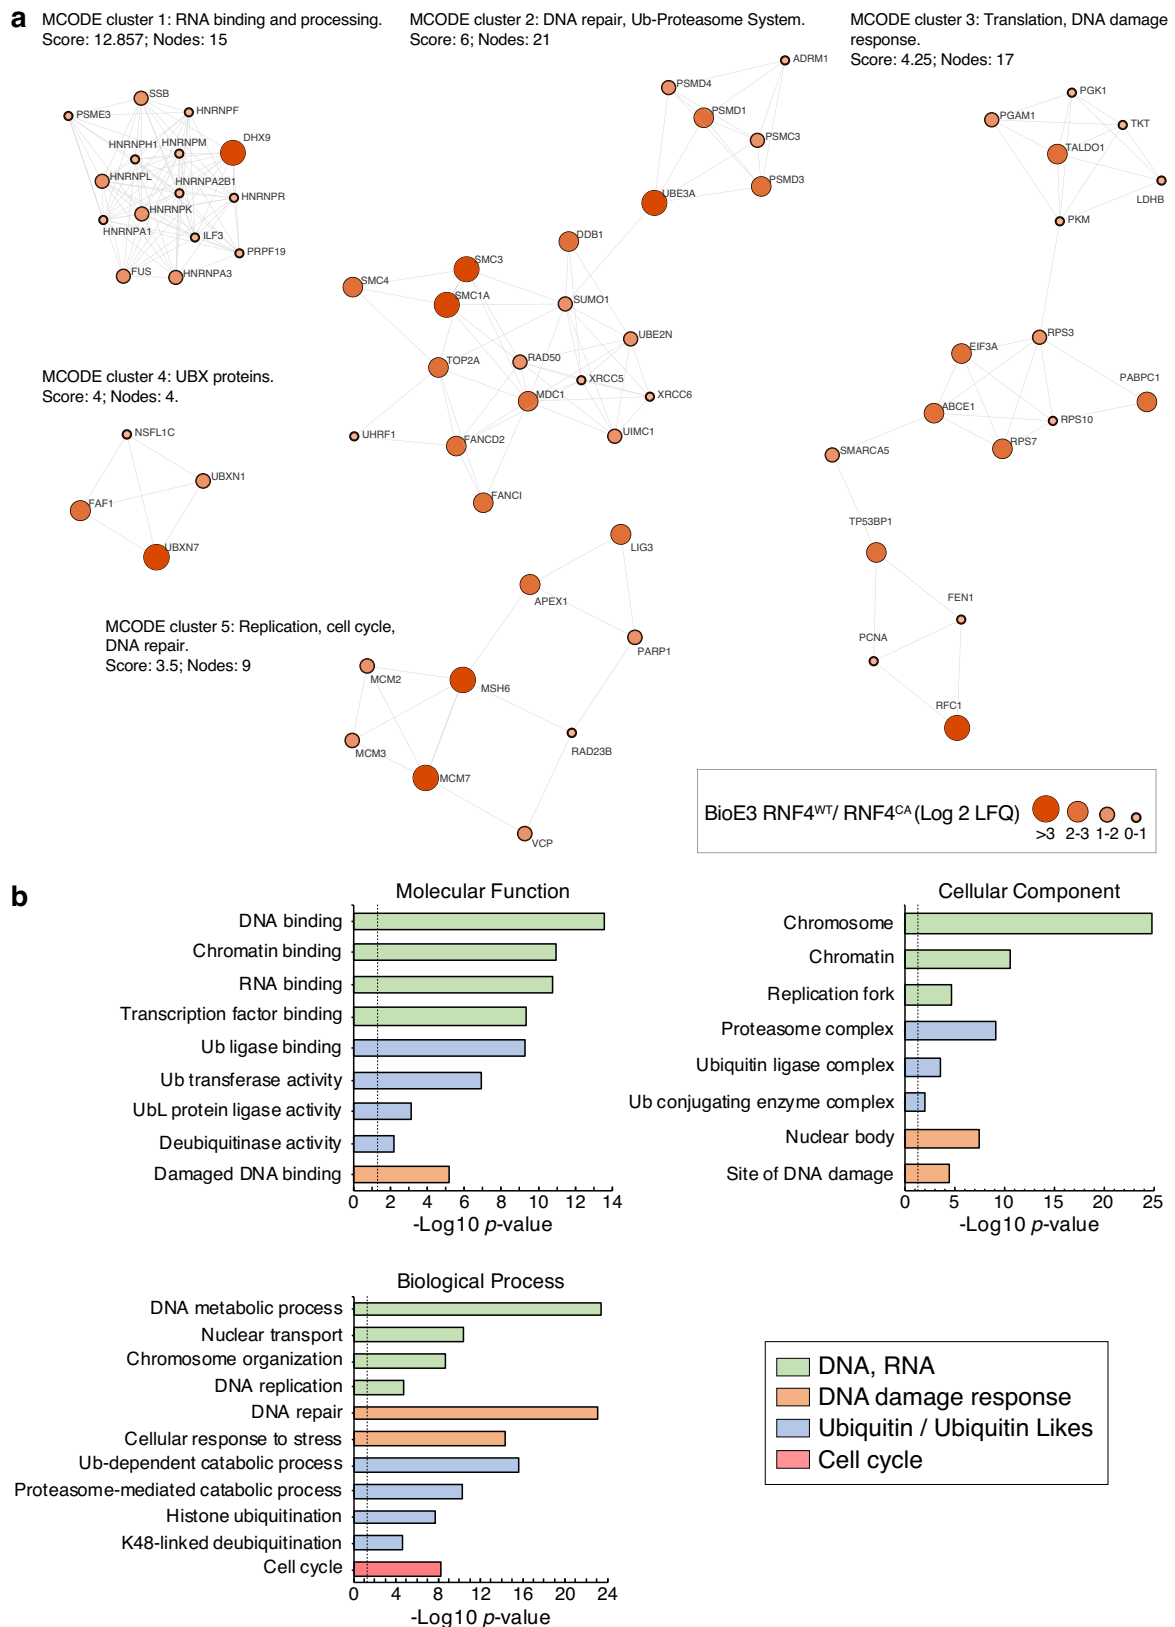 a
MCODE cluster 1: RNA binding and processing.
Score: 12.857; Nodes: 15
PSME3
SSB
HNRNPF
DHX9
HNRNPH1
HNRNPM
HNRNPL
HNRNPA2B1
HNRNPR
HNRNPK
HNRNPA1
ILF3
PRPF19
FUS
HNRNPA3
MCODE cluster 2: DNA repair, Ub-Proteasome System.
Score: 6; Nodes: 21
ADRM1
PSMD4
PSMD1
PSMC3
PSMD3
UBE3A
DDB1
SMC3
SMC4
SMC1A
SUMO1
UBE2N
TOP2A
RAD50
XRCC5
XRCC6
MDC1
UHRF1
FANCD2
UIMC1
FANCI
MCODE cluster 3: Translation, DNA damage
response.
Score: 4.25; Nodes: 17
PGK1
PGAM1
TKT
TALDO1
LDHB
PKM
RPS3
EIF3A
PABPC1
ABCE1
RPS10
RPS7
SMARCA5
TP53BP1
FEN1
PCNA
RFC1
MCODE cluster 4: UBX proteins.
Score: 4; Nodes: 4.
NSFL1C
UBXN1
FAF1
UBXN7
MCODE cluster 5: Replication, cell cycle,
DNA repair.
Score: 3.5; Nodes: 9
LIG3
APEX1
PARP1
MCM2
MSH6
MCM3
RAD23B
MCM7
VCP
BioE3 RNF4WT/ RNF4CA (Log 2 LFQ)
>3 2-3 1-2 0-1
b
Molecular Function
DNA binding
Chromatin binding
RNA binding
Transcription factor binding
Ub ligase binding
Ub transferase activity
UbL protein ligase activity
Deubiquitinase activity
Damaged DNA binding
0 2 4 6 8 10 12 14
-Log10 p-value
Cellular Component
Chromosome
Chromatin
Replication fork
Proteasome complex
Ubiquitin ligase complex
Ub conjugating enzyme complex
Nuclear body
Site of DNA damage
0 5 10 15 20 25
-Log10 p-value
Biological Process
DNA metabolic process
Nuclear transport
Chromosome organization
DNA replication
DNA repair
Cellular response to stress
Ub-dependent catabolic process
Proteasome-mediated catabolic process
Histone ubiquitination
K48-linked deubiquitination
Cell cycle
0 4 8 12 16 20 24
-Log10 p-value
DNA, RNA
DNA damage response
Ubiquitin / Ubiquitin Likes
Cell cycle